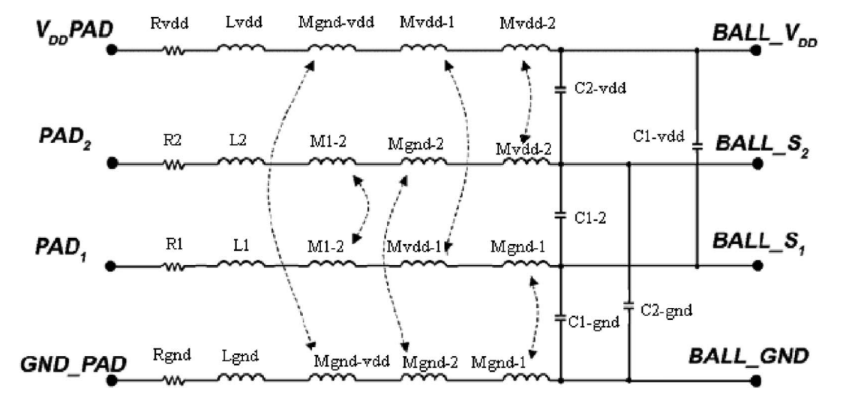 VDD PAD Rvdd Lvdd Mgnd-vdd Mvdd-1 Mvdd-2 BALL_VDD
C2-vdd
PAD2 R2 L2 M1-2 Mgnd-2 Mvdd-2 C1-vdd BALL_S2
C1-2
PAD1 R1 L1 M1-2 Mvdd-1 Mgnd-1 BALL_S1
C1-gnd C2-gnd
GND_PAD Rgnd Lgnd Mgnd-vdd Mgnd-2 Mgnd-1 BALL_GND